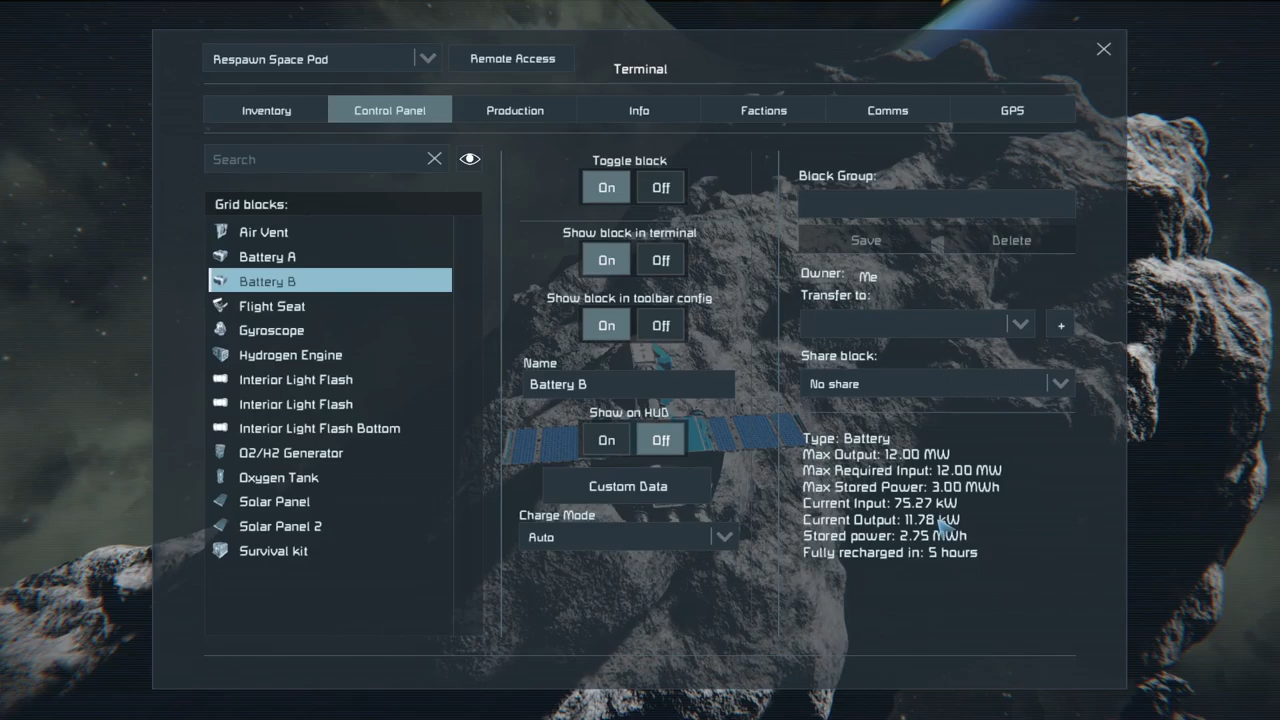 Respawn Space Pod
Remote Access
Terminal
Inventory
Control Panel
Production
Info
Factions
Comms
GPS
Search
Grid blocks:
Air Vent
Battery A
Battery B
Flight Seat
Gyroscope
Hydrogen Engine
Interior Light Flash
Interior Light Flash
Interior Light Flash Bottom
O2/H2 Generator
Oxygen Tank
Solar Panel
Solar Panel 2
Survival kit
Toggle block
On Off
Show block in terminal
On Off
Show block in toolbar config
On Off
Name
Battery B
Show on HUD
On Off
Custom Data
Charge Mode
Auto
Block Group:
Save Delete
Owner: Me
Transfer to:
+
Share block:
No share
Type: Battery
Max Output: 12.00 MW
Max Required Input: 12.00 MW
Max Stored Power: 3.00 MWh
Current Input: 75.27 kW
Current Output: 11.78 kW
Stored power: 2.75 MWh
Fully recharged in: 5 hours